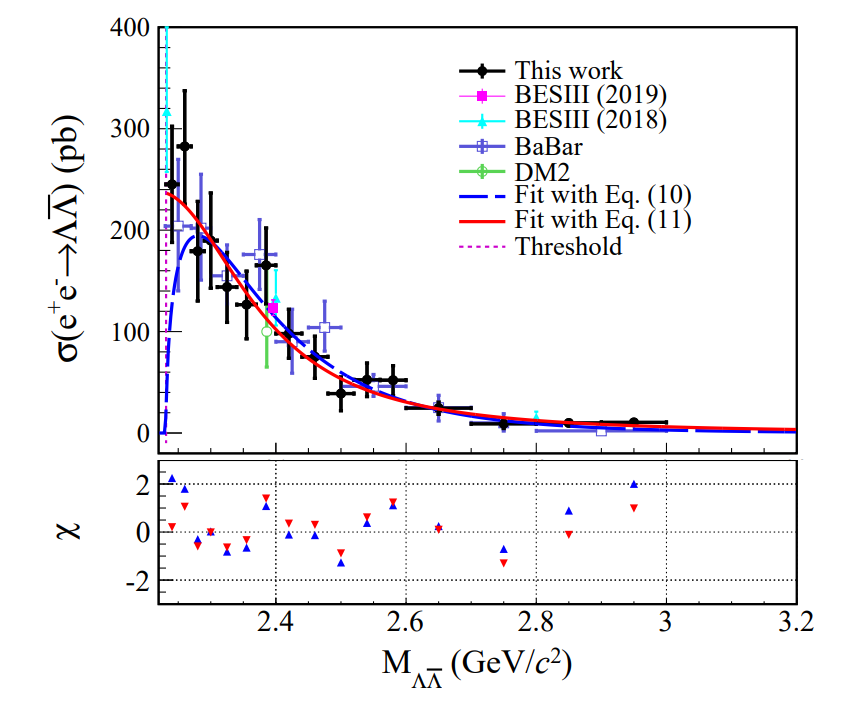 400
300
200
100
0
σ(e⁺e⁻→ΛΛ̅) (pb)
This work
BESIII (2019)
BESIII (2018)
BaBar
DM2
Fit with Eq. (10)
Fit with Eq. (11)
Threshold
2
0
-2
χ
2.4 2.6 2.8 3 3.2
M_ΛΛ̅ (GeV/c²)